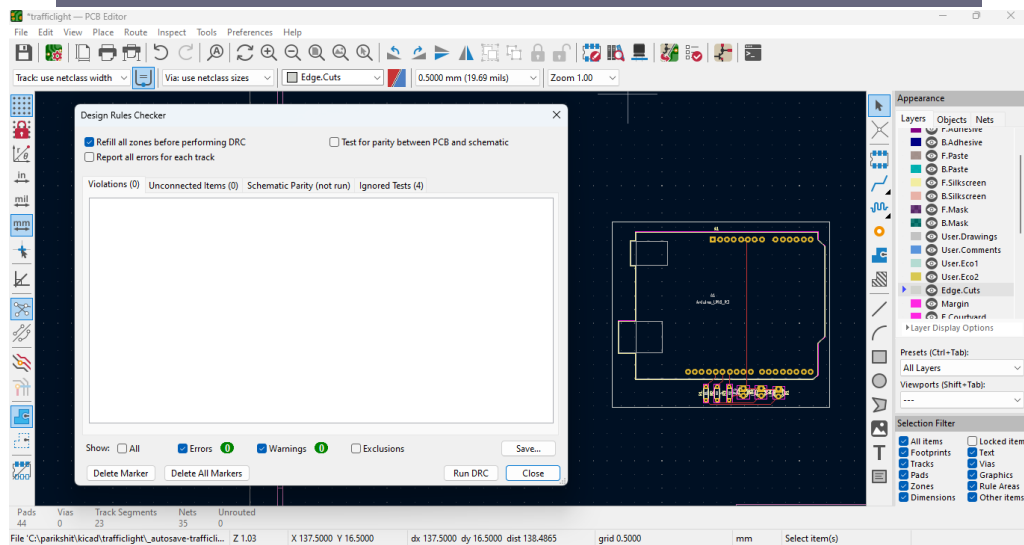 *trafficlight — PCB Editor
File Edit View Place Route Inspect Tools Preferences Help
Track: use netclass width Via: use netclass sizes Edge.Cuts 0.5000 mm (19.69 mils) Zoom 1.00
Design Rules Checker
Refill all zones before performing DRC Test for parity between PCB and schematic
Report all errors for each track
Violations (0) Unconnected Items (0) Schematic Parity (not run) Ignored Tests (4)
Show: All Errors 0 Warnings 0 Exclusions Save...
Delete Marker Delete All Markers Run DRC Close
in
mil
mm
A1
Arduino_UNO_R3
Appearance
Layers Objects Nets
F.Adhesive
B.Adhesive
F.Paste
B.Paste
F.Silkscreen
B.Silkscreen
F.Mask
B.Mask
User.Drawings
User.Comments
User.Eco1
User.Eco2
Edge.Cuts
Margin
F.Courtyard
Layer Display Options
Presets (Ctrl+Tab):
All Layers
Viewports (Shift+Tab):
---
Selection Filter
All items Locked item
Footprints Text
Tracks Vias
Pads Graphics
Zones Rule Areas
Dimensions Other items
Pads Vias Track Segments Nets Unrouted
44 0 23 35 0
File 'C:\parikshit\kicad\trafficlight\_autosave-trafficli... Z 1.03 X 137.5000 Y 16.5000 dx 137.5000 dy 16.5000 dist 138.4865 grid 0.5000 mm Select item(s)